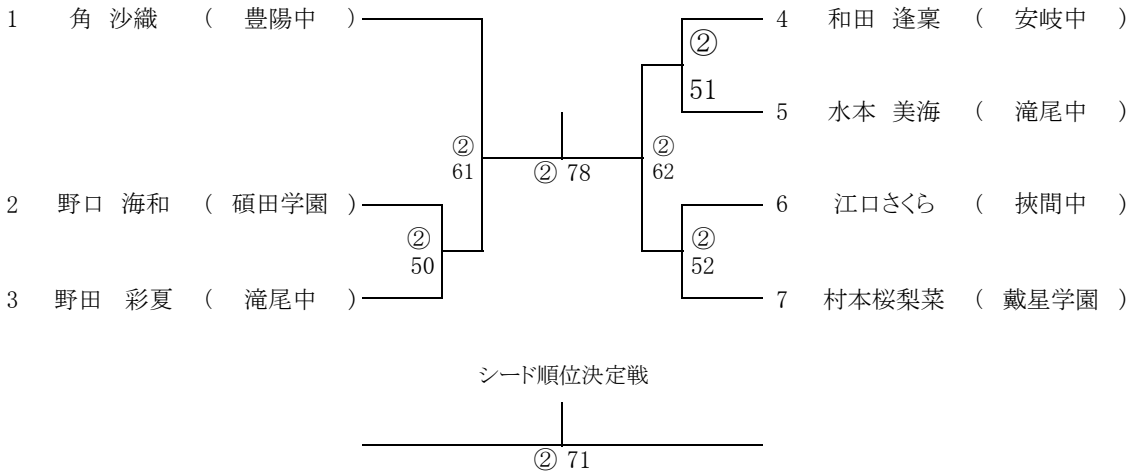 1 角 沙織 ( 豊陽中 )
4 和田 逢稟 ( 安岐中 )
②
51
5 水本 美海 ( 滝尾中 )
②
61
② 78
②
62
2 野口 海和 ( 碩田学園 )
6 江口さくら ( 挾間中 )
②
50
②
52
3 野田 彩夏 ( 滝尾中 )
7 村本桜梨菜 ( 戴星学園 )
シード順位決定戦
② 71